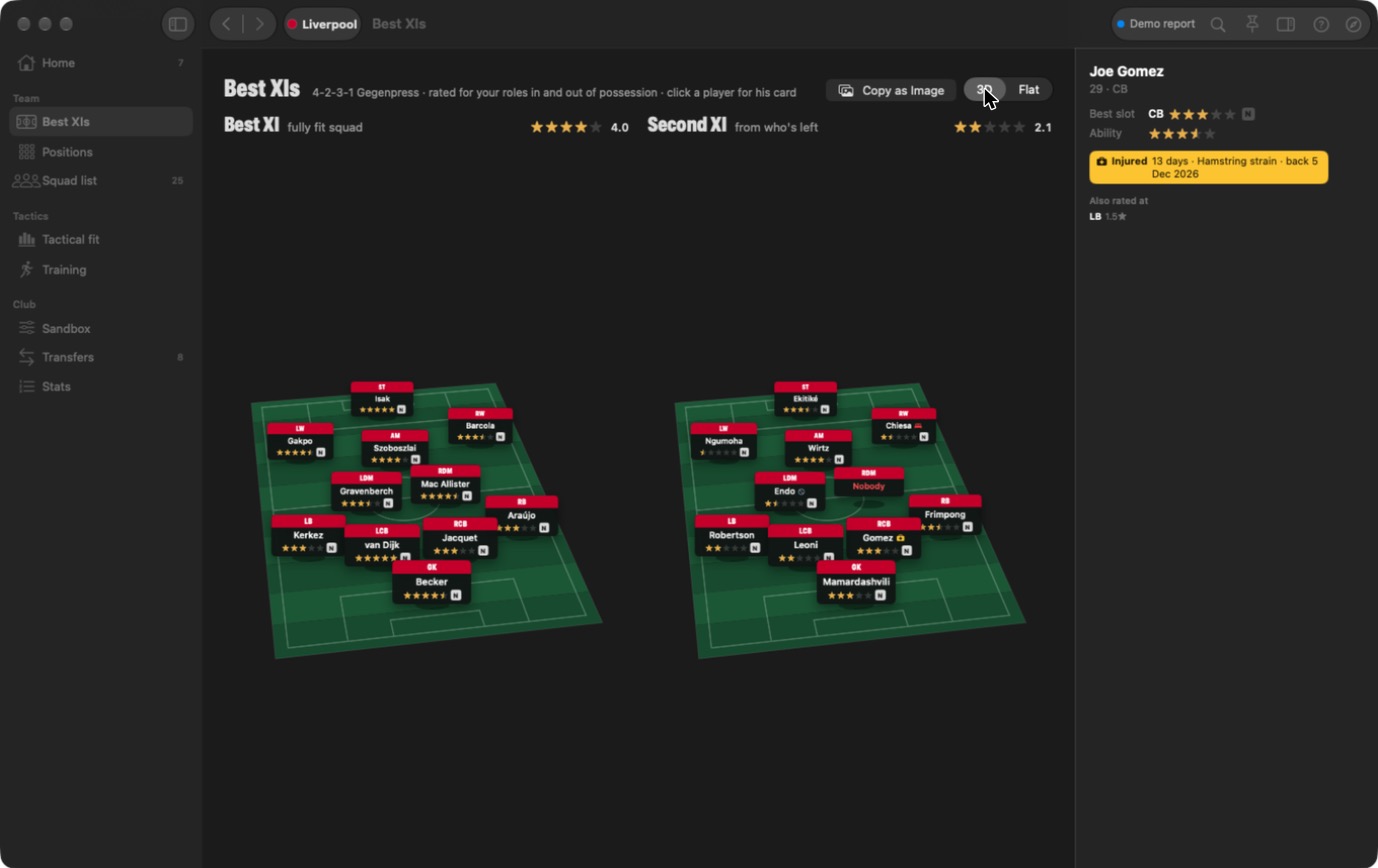 Liverpool
Best XIs
Demo report
Home 7
Team
Best XIs
Positions
Squad list 25
Tactics
Tactical fit
Training
Club
Sandbox
Transfers 8
Stats
Best XIs 4-2-3-1 Gegenpress · rated for your roles in and out of possession · click a player for his card
Copy as Image
Flat
Best XI fully fit squad 4.0
Second XI from who's left 2.1
ST
Isak
N
RW
Barcola
N
LW
Gakpo
N
AM
Szoboszlai
N
RDM
Mac Allister
N
LDM
Gravenberch
N
RB
Araújo
N
LB
Kerkez
N
LCB
van Dijk
N
RCB
Jacquet
N
GK
Becker
N
ST
Ekitiké
N
RW
Chiesa
N
LW
Ngumoha
N
AM
Wirtz
N
RDM
Nobody
LDM
Endo
N
RB
Frimpong
N
LB
Robertson
N
LCB
Leoni
N
RCB
Gomez
N
GK
Mamardashvili
N
Joe Gomez
29 · CB
Best slot CB N
Ability
Injured 13 days · Hamstring strain · back 5
Dec 2026
Also rated at
LB 1.5★